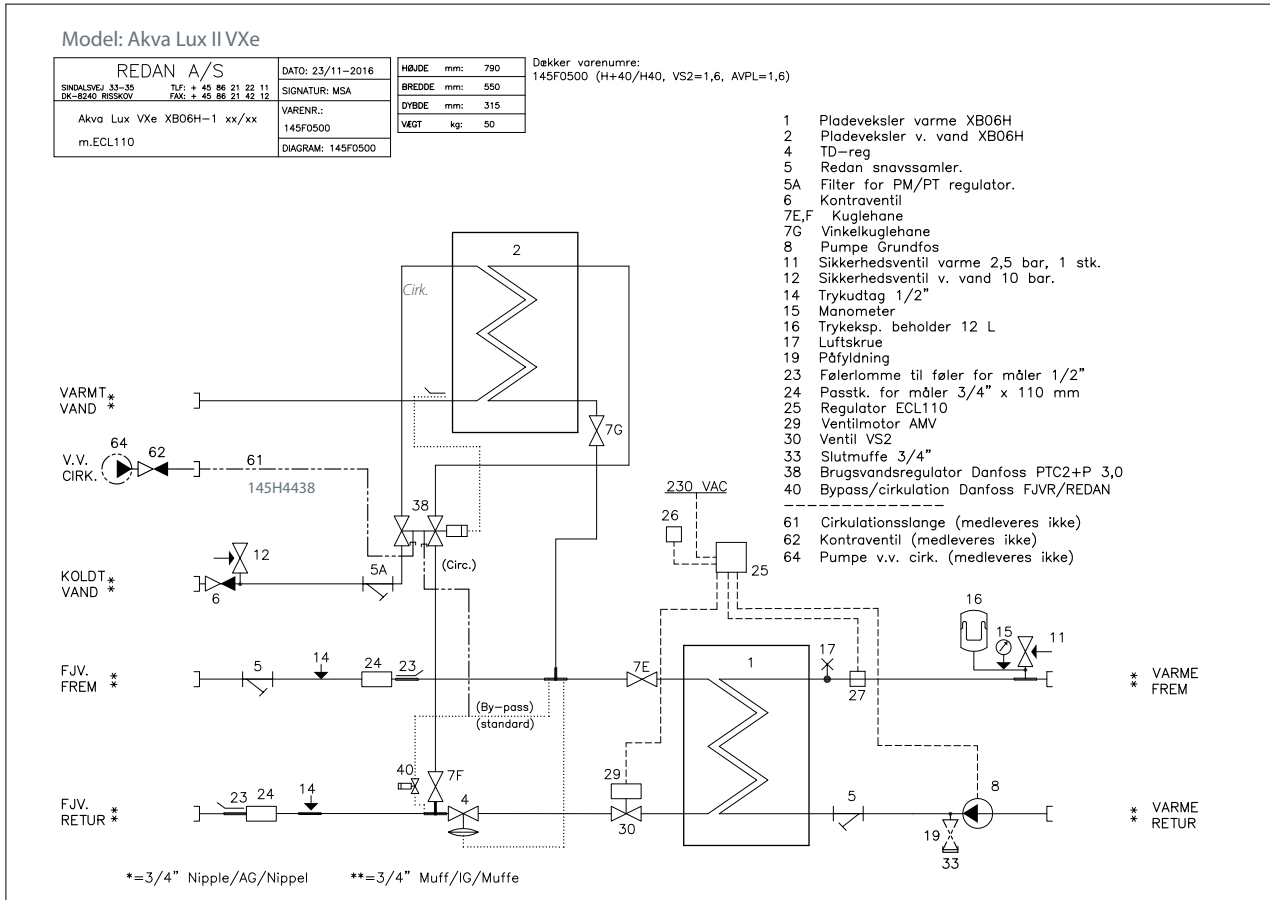 Model: Akva Lux II VXe
REDAN A/S
SINDALSVEJ 33-35 TLF: + 45 86 21 22 11
DK-8240 RISSKOV FAX: + 45 86 21 42 12
Akva Lux VXe XB06H-1 xx/xx
m.ECL110
DATO: 23/11-2016
SIGNATUR: MSA
VARENR.:
145F0500
DIAGRAM: 145F0500
HØJDE mm: 790
BREDDE mm: 550
DYBDE mm: 315
VÆGT kg: 50
Dækker varenumre:
145F0500 (H+40/H40, VS2=1,6, AVPL=1,6)
1 Pladeveksler varme XB06H
2 Pladeveksler v. vand XB06H
4 TD-reg
5 Redan snavssamler.
5A Filter for PM/PT regulator.
6 Kontraventil
7E,F Kuglehane
7G Vinkelkuglehane
8 Pumpe Grundfos
11 Sikkerhedsventil varme 2,5 bar, 1 stk.
12 Sikkerhedsventil v. vand 10 bar.
14 Trykudtag 1/2"
15 Manometer
16 Trykeksp. beholder 12 L
17 Luftskrue
19 Påfyldning
23 Følerlomme til føler for måler 1/2"
24 Passtk. for måler 3/4" x 110 mm
25 Regulator ECL110
29 Ventilmotor AMV
30 Ventil VS2
33 Slutmuffe 3/4"
38 Brugsvandsregulator Danfoss PTC2+P 3,0
40 Bypass/cirkulation Danfoss FJVR/REDAN
61 Cirkulationsslange (medleveres ikke)
62 Kontraventil (medleveres ikke)
64 Pumpe v.v. cirk. (medleveres ikke)
2
Cirk.
VARMT *
VAND *
7G
64 62
V.V.
CIRK.
61
145H4438
38
230 VAC
26
25
12
5A
(Circ.)
KOLDT *
VAND *
6
16
15
11
FJV. **
FREM
5
14
24
23
7E
1
17
27
** VARME
FREM
(By-pass)
(standard)
40
7F
4
29
30
5
8
FJV. *
RETUR *
23
24
14
19
33
** VARME
RETUR
*=3/4" Nipple/AG/Nippel **=3/4" Muff/IG/Muffe